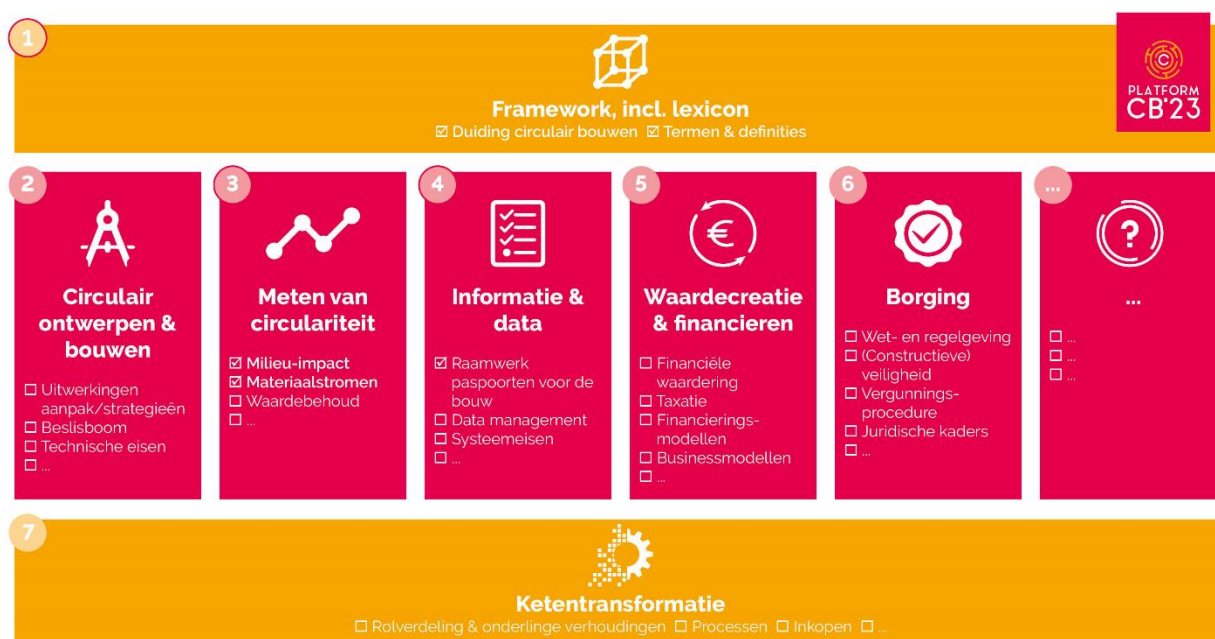 1
Framework, incl. lexicon
☑ Duiding circulair bouwen ☑ Termen & definities
PLATFORM
CB'23
2
Circulair
ontwerpen &
bouwen
☐ Uitwerkingen
aanpak/strategieën
☐ Beslisboom
☐ Technische eisen
☐ ...
3
Meten van
circulariteit
☑ Milieu-impact
☑ Materiaalstromen
☐ Waardebehoud
☐ ...
4
Informatie &
data
☑ Raamwerk
paspoorten voor de
bouw
☐ Data management
☐ Systeemeisen
☐ ...
5
€
Waardecreatie
& financieren
☐ Financiële
waardering
☐ Taxatie
☐ Financierings-
modellen
☐ Businessmodellen
☐ ...
6
Borging
☐ Wet- en regelgeving
☐ (Constructieve)
veiligheid
☐ Vergunnings-
procedure
☐ Juridische kaders
☐ ...
...
?
...
☐ ...
☐ ...
☐ ...
7
Ketentransformatie
☐ Rolverdeling & onderlinge verhoudingen ☐ Processen ☐ Inkopen ☐ ...